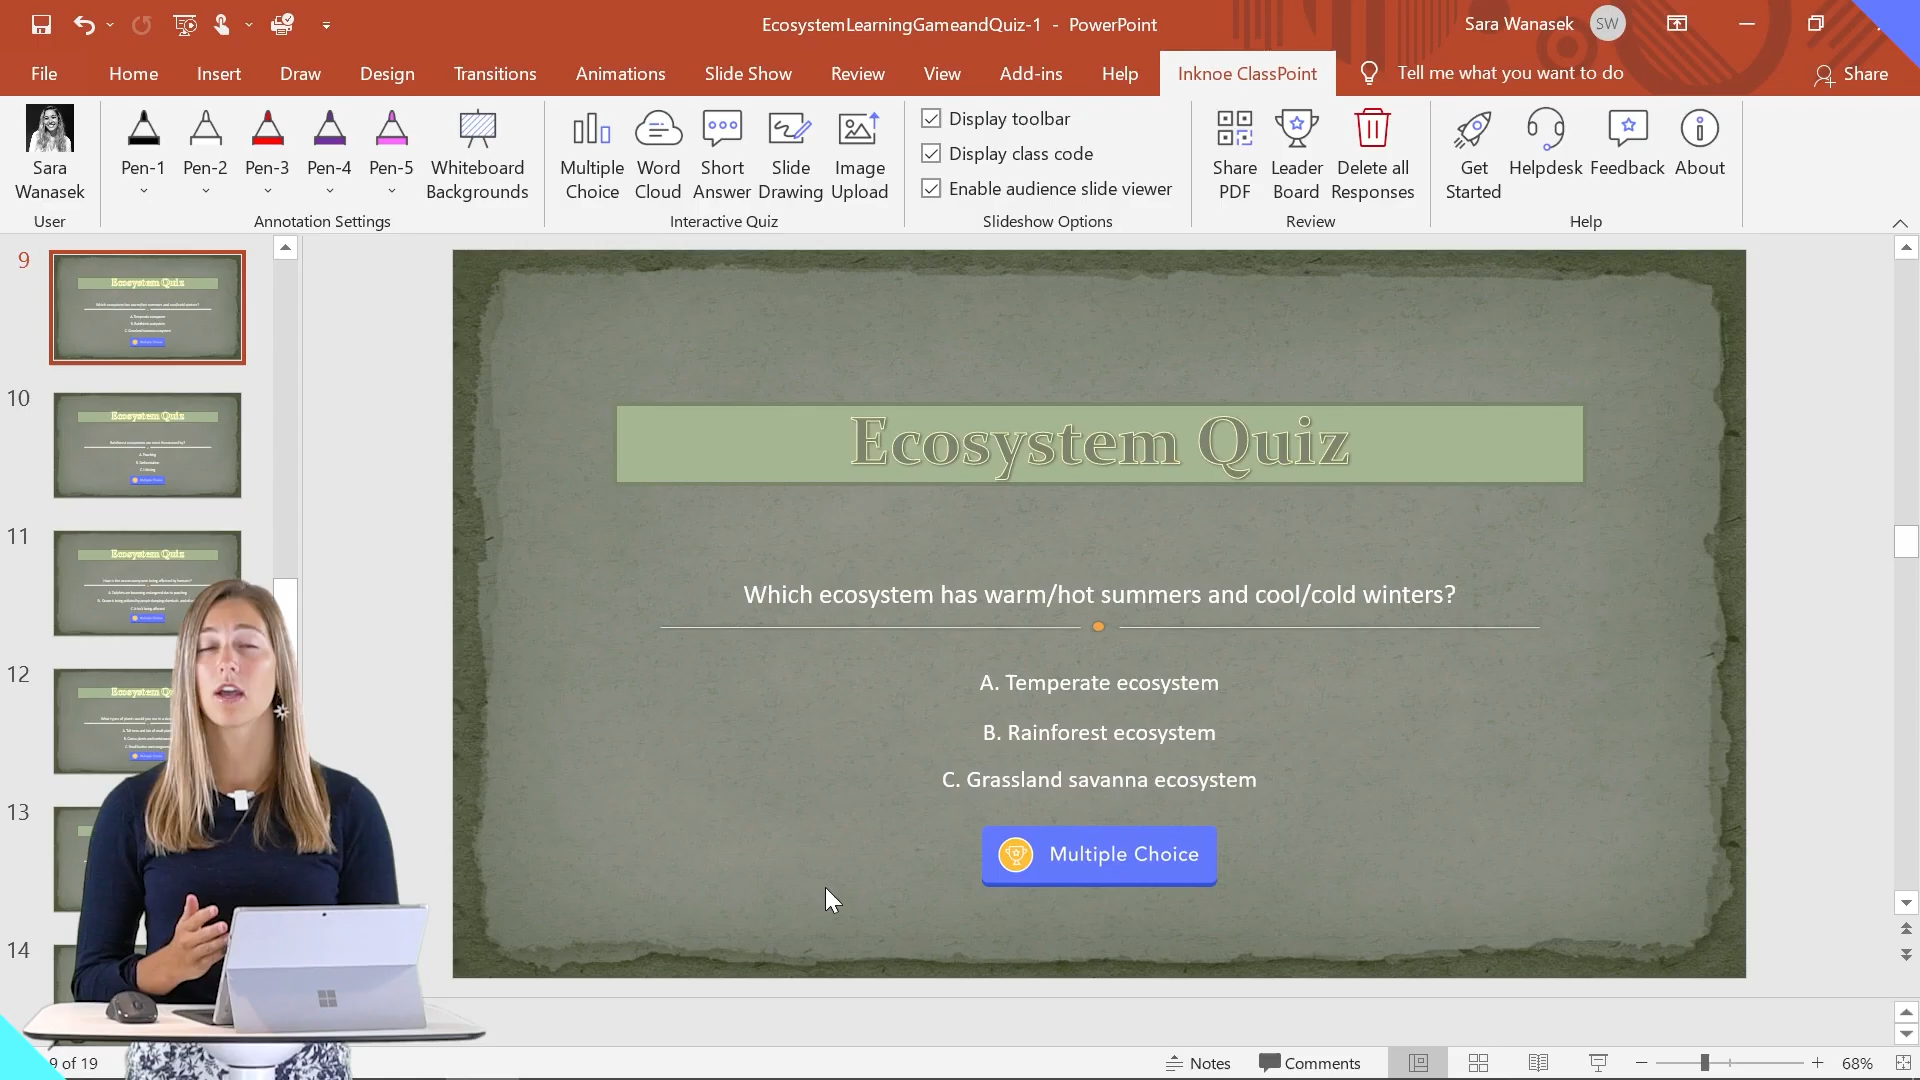 EcosystemLearningGameandQuiz-1 - PowerPoint
Sara Wanasek
SW
File
Home
Insert
Draw
Design
Transitions
Animations
Slide Show
Review
View
Add-ins
Help
Inknoe ClassPoint
Tell me what you want to do
Share
Sara
Wanasek
User
Pen-1
Pen-2
Pen-3
Pen-4
Pen-5
Whiteboard
Backgrounds
Annotation Settings
Multiple
Choice
Word
Cloud
Short
Answer
Slide
Drawing
Image
Upload
Interactive Quiz
Display toolbar
Display class code
Enable audience slide viewer
Slideshow Options
Share
PDF
Leader
Board
Delete all
Responses
Review
Get
Started
Helpdesk
Feedback
About
Help
9
Ecosystem Quiz
10
Ecosystem Quiz
11
Ecosystem Quiz
12
13
14
Ecosystem Quiz
Which ecosystem has warm/hot summers and cool/cold winters?
A. Temperate ecosystem
B. Rainforest ecosystem
C. Grassland savanna ecosystem
Multiple Choice
9 of 19
Notes
Comments
68%